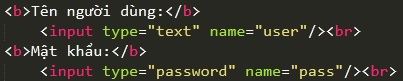 <b>Tên người dùng:</b>
<input type="text" name="user"/><br>
<b>Mật khẩu:</b>
<input type="password" name="pass"/><br>